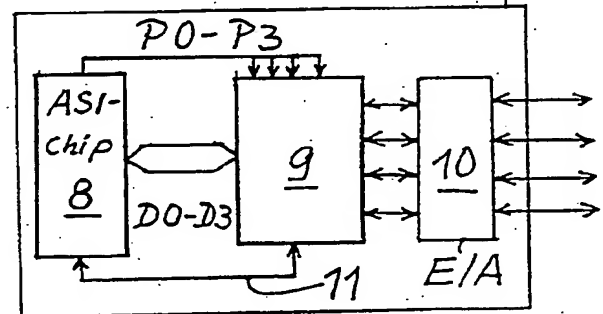 P0-P3
ASI-
chip
8
D0-D3
9
10
E/A
11